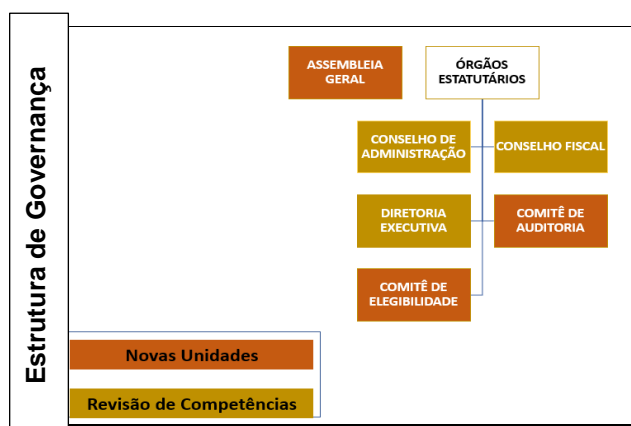 Estrutura de Governança
ASSEMBLEIA
GERAL
ÓRGÃOS
ESTATUTÁRIOS
CONSELHO DE
ADMINISTRAÇÃO
CONSELHO FISCAL
DIRETORIA
EXECUTIVA
COMITÊ DE
AUDITORIA
COMITÊ DE
ELEGIBILIDADE
Novas Unidades
Revisão de Competências